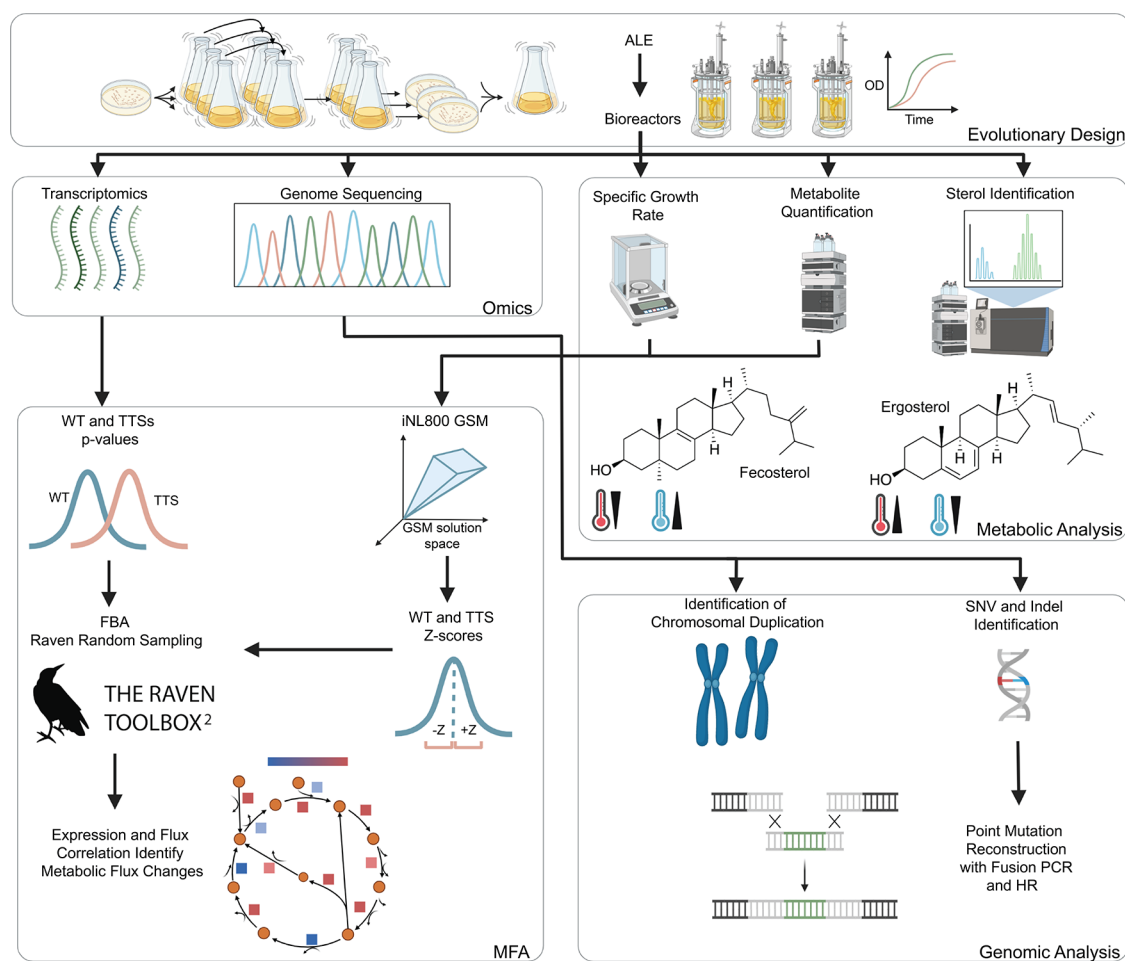 ALE
Bioreactors
OD
Time
Evolutionary Design
Transcriptomics
Genome Sequencing
Omics
Specific Growth
Rate
Metabolite
Quantification
Sterol Identification
Fecosterol
HO
H
H
Ergosterol
HO
H
H
H
Metabolic Analysis
WT and TTSs
p-values
WT
TTS
FBA
Raven Random Sampling
THE RAVEN
TOOLBOX2
Expression and Flux
Correlation Identify
Metabolic Flux Changes
iNL800 GSM
GSM solution
space
WT and TTS
Z-scores
-Z
+Z
MFA
Identification of
Chromosomal Duplication
SNV and Indel
Identification
Point Mutation
Reconstruction
with Fusion PCR
and HR
Genomic Analysis